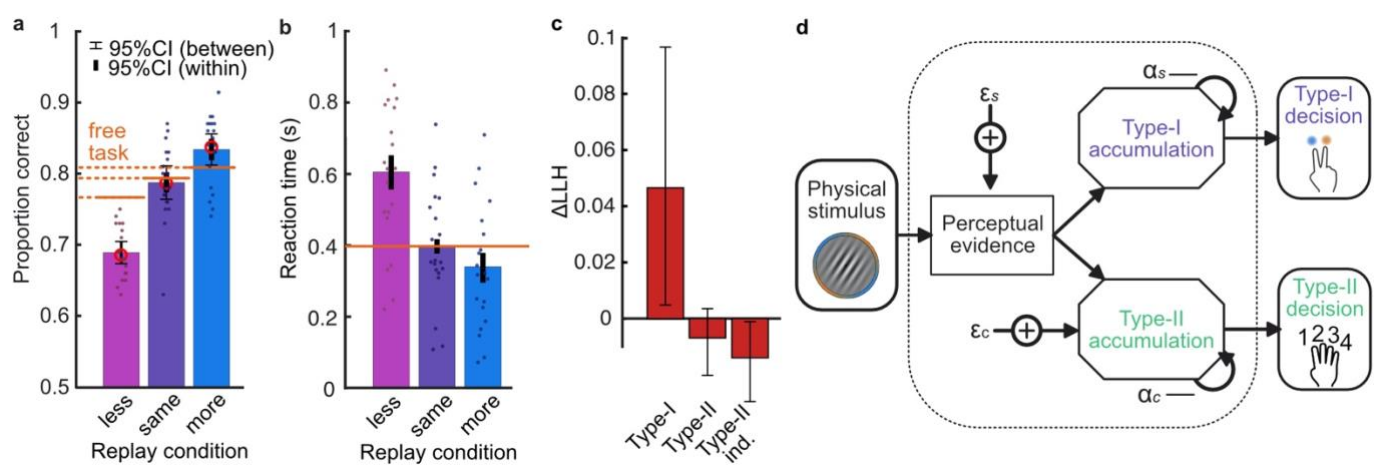 a
1
0.9
0.8
0.7
0.6
0.5
Proportion correct
95%CI (between)
95%CI (within)
free
task
less
same
more
Replay condition
b
1
0.8
0.6
0.4
0.2
0
Reaction time (s)
less
same
more
Replay condition
c
0.1
0.08
0.06
0.04
0.02
0
ΔLLH
Type-I
Type-II
Type-II
ind.
d
Physical
stimulus
εs
+
Perceptual
evidence
αs
Type-I
accumulation
Type-I
decision
εc
+
Type-II
accumulation
αc
Type-II
decision
1234